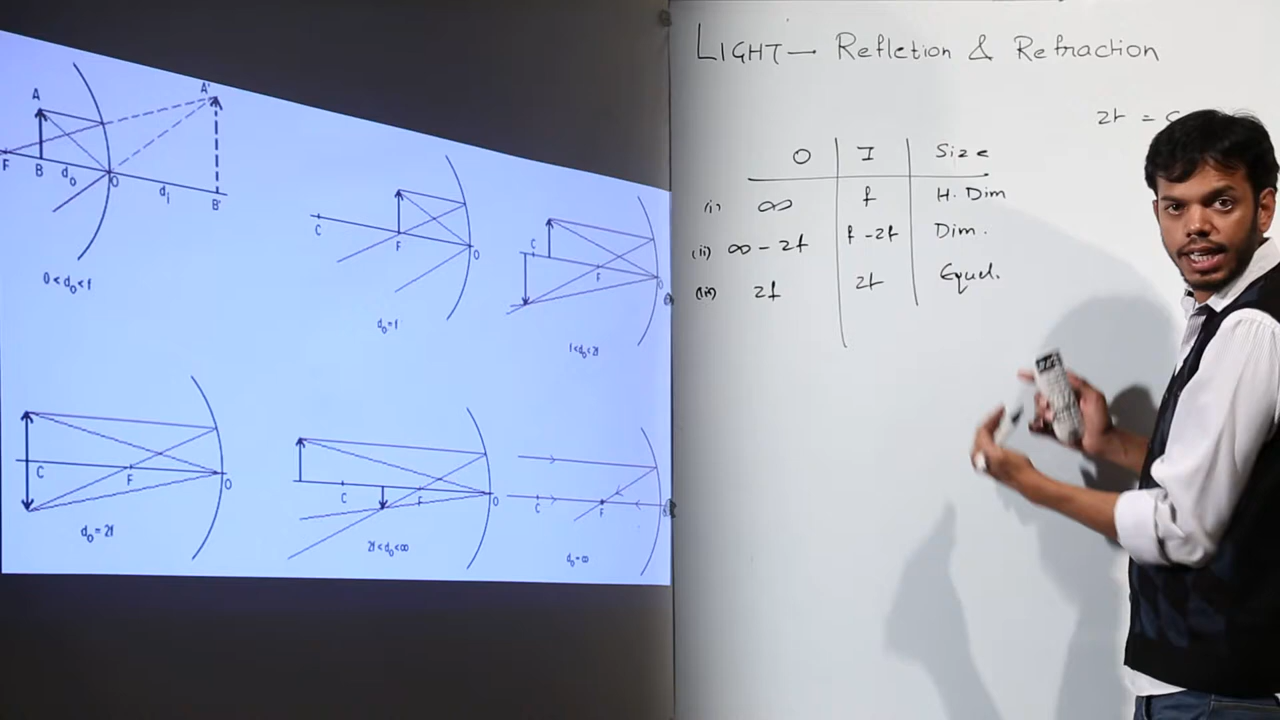 A
A'
F
B
d₀
O
dᵢ
B'
0 < d₀ < f
C
F
O
d₀ = f
C
F
f < d₀ < 2f
C
F
O
d₀ = 2f
C
F
O
2f < d₀ < ∞
C
F
d₀ = ∞
LIGHT — Refletion & Refraction
2f = C
O I Size
(i) ∞ f H. Dim
(ii) ∞ - 2f f - 2f Dim.
(iii) 2f 2f Equal.